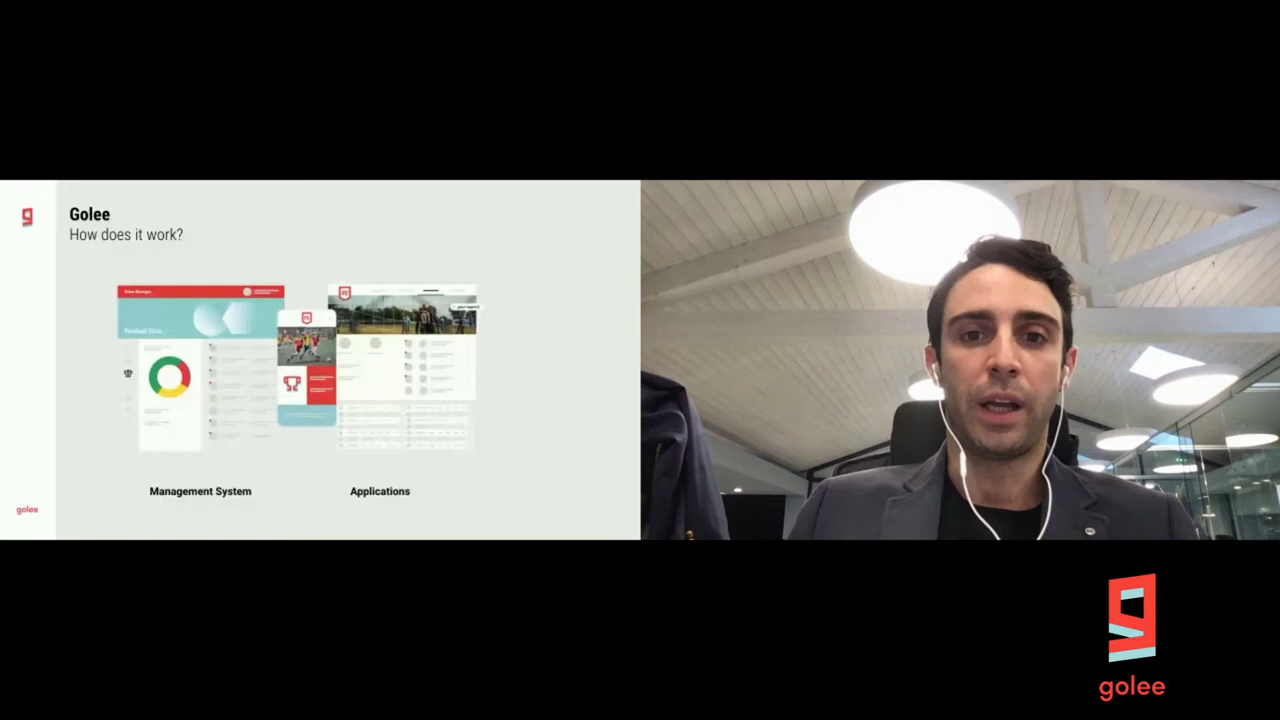 Golee
How does it work?
Management System
Applications
golee
golee